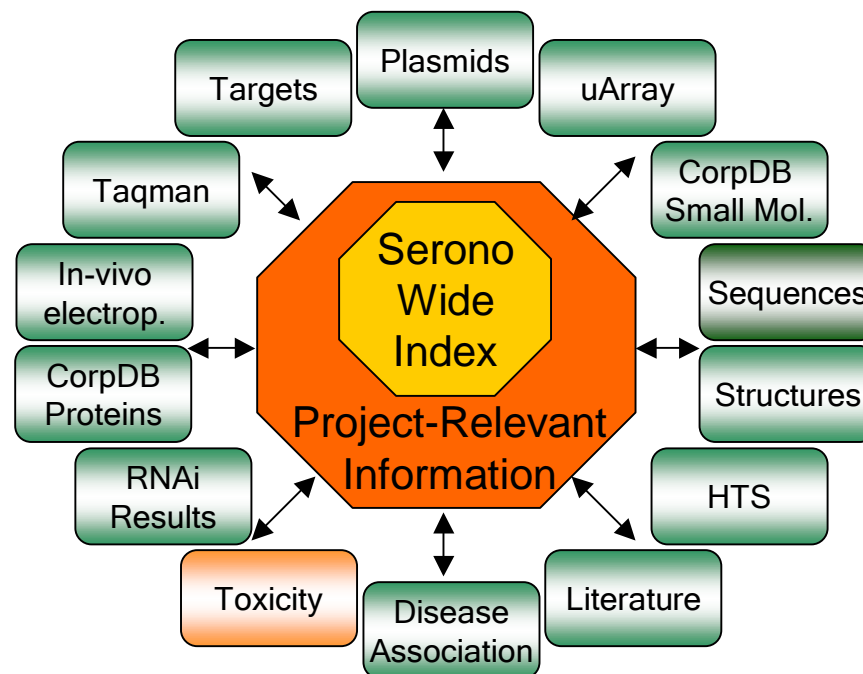 Plasmids
Targets
uArray
Taqman
CorpDB
Small Mol.
In-vivo
electrop.
Serono
Wide
Index
Sequences
CorpDB
Proteins
Structures
Project-Relevant
Information
RNAi
Results
HTS
Toxicity
Disease
Association
Literature